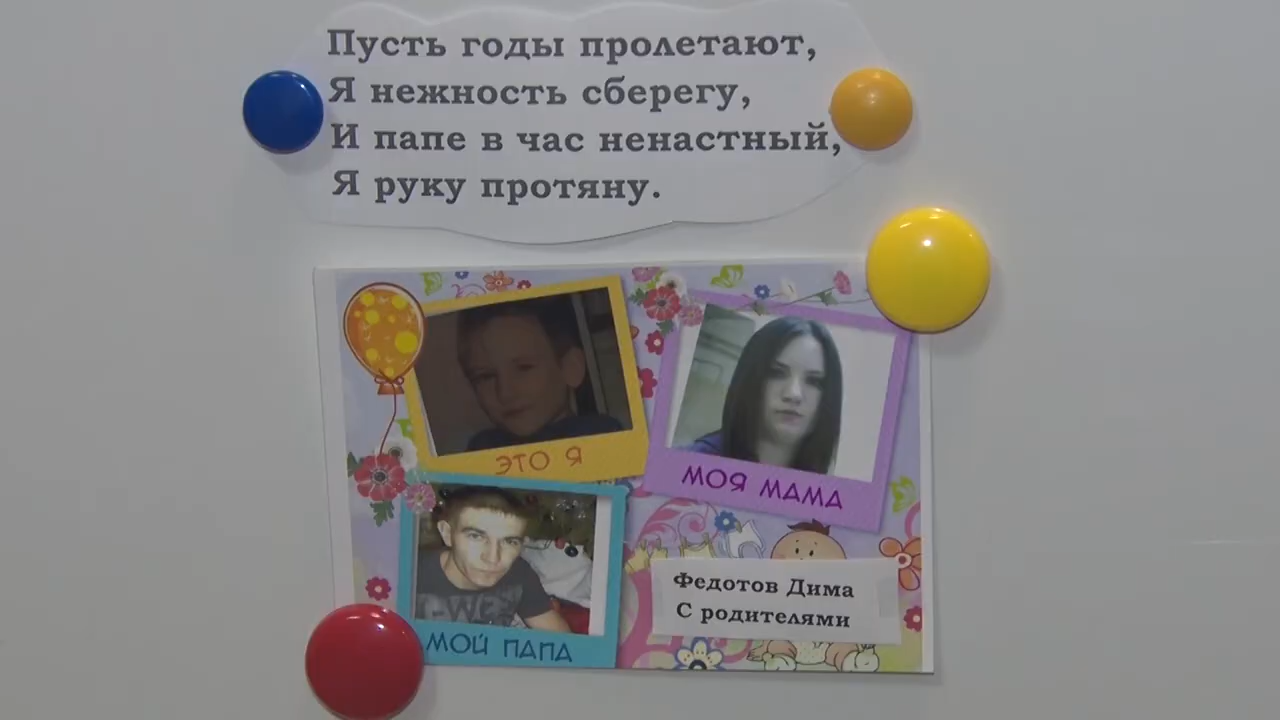 Пусть годы пролетают,
Я нежность сберегу,
И папе в час ненастный,
Я руку протяну.
ЭТО Я
МОЯ МАМА
МОЙ ПАПА
Федотов Дима
С родителями